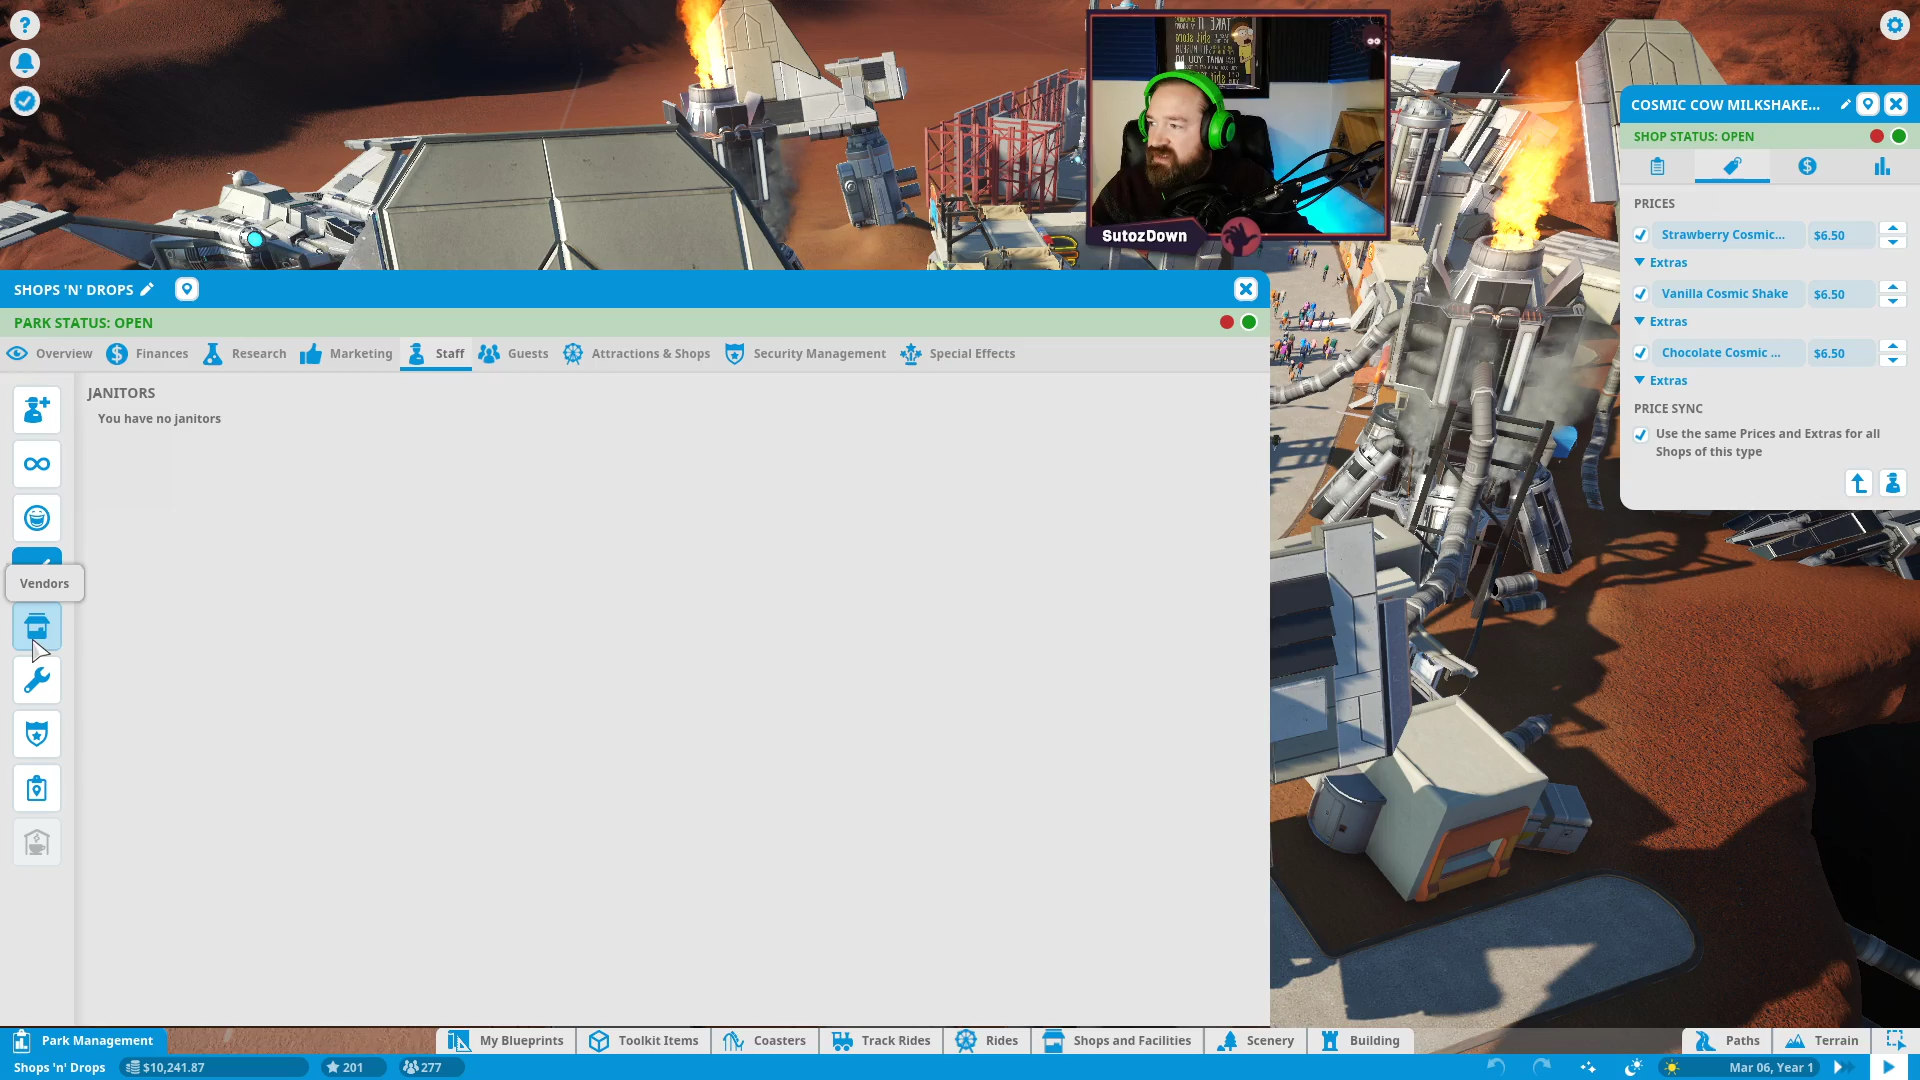 SutozDown
COSMIC COW MILKSHAKE...
SHOP STATUS: OPEN
PRICES
Strawberry Cosmic... $6.50
Extras
Vanilla Cosmic Shake $6.50
Extras
Chocolate Cosmic ... $6.50
Extras
PRICE SYNC
Use the same Prices and Extras for all
Shops of this type
SHOPS 'N' DROPS
PARK STATUS: OPEN
Overview Finances Research Marketing Staff Guests Attractions & Shops Security Management Special Effects
JANITORS
You have no janitors
Vendors
Park Management My Blueprints Toolkit Items Coasters Track Rides Rides Shops and Facilities Scenery Building Paths Terrain
Shops 'n' Drops $10,241.87 201 277 Mar 06, Year 1